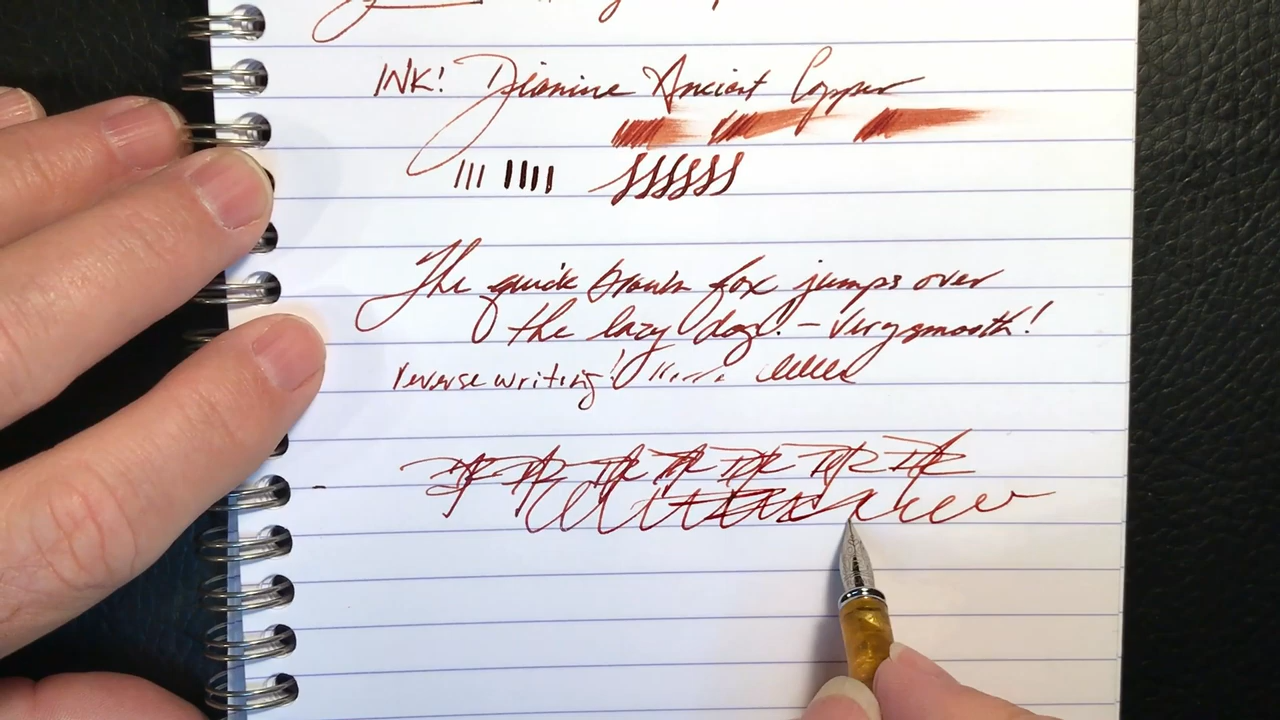 INK! Diamine Ancient Copper
The quick brown fox jumps over
the lazy dog. - Very smooth!
reverse writing!